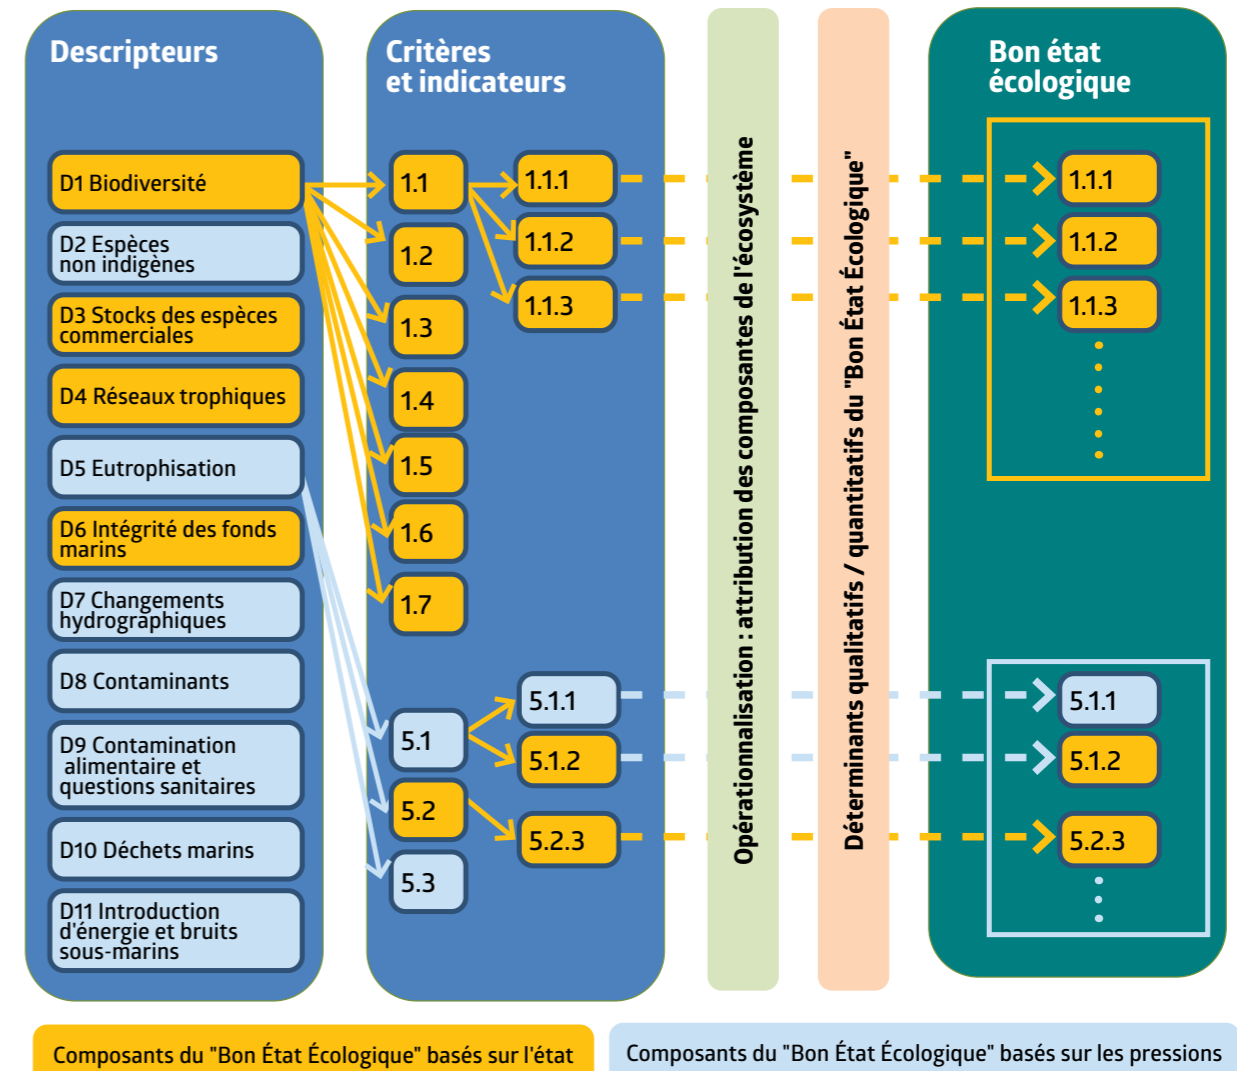 Descripteurs
D1 Biodiversité
D2 Espèces
non indigènes
D3 Stocks des espèces
commerciales
D4 Réseaux trophiques
D5 Eutrophisation
D6 Intégrité des fonds
marins
D7 Changements
hydrographiques
D8 Contaminants
D9 Contamination
alimentaire et
questions sanitaires
D10 Déchets marins
D11 Introduction
d'énergie et bruits
sous-marins
Critères
et indicateurs
1.1
1.2
1.3
1.4
1.5
1.6
1.7
1.1.1
1.1.2
1.1.3
5.1
5.2
5.3
5.1.1
5.1.2
5.2.3
Opérationnalisation : attribution des composantes de l'écosystème
Déterminants qualitatifs / quantitatifs du "Bon État Écologique"
Bon état
écologique
1.1.1
1.1.2
1.1.3
5.1.1
5.1.2
5.2.3
Composants du "Bon État Écologique" basés sur l'état
Composants du "Bon État Écologique" basés sur les pressions